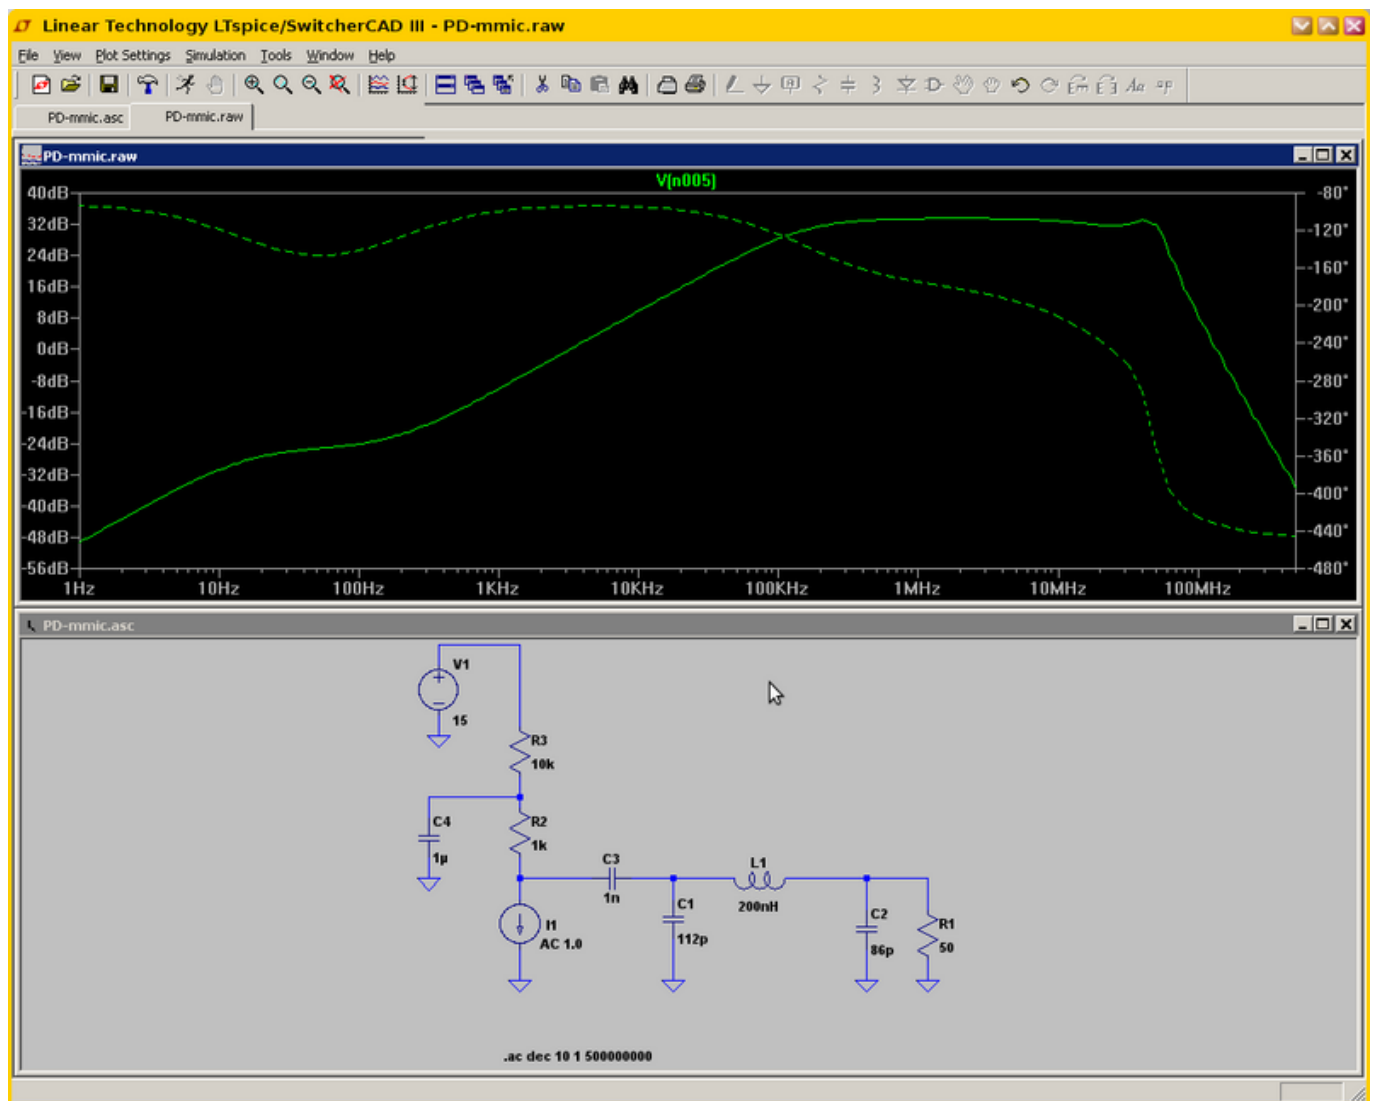 Linear Technology LTspice/SwitcherCAD III - PD-mmic.raw
File View Plot Settings Simulation Tools Window Help
PD-mmic.asc PD-mmic.raw
PD-mmic.raw
V(n005)
40dB -80°
32dB -120°
24dB -160°
16dB -200°
8dB -240°
0dB -280°
-8dB -320°
-16dB -360°
-24dB -400°
-32dB -440°
-40dB -480°
-48dB
-56dB
1Hz 10Hz 100Hz 1KHz 10KHz 100KHz 1MHz 10MHz 100MHz
PD-mmic.asc
V1
15
R3
10k
C4
1µ
R2
1k
C3
1n
L1
200nH
I1
AC 1.0
C1
112p
C2
86p
R1
50
.ac dec 10 1 500000000